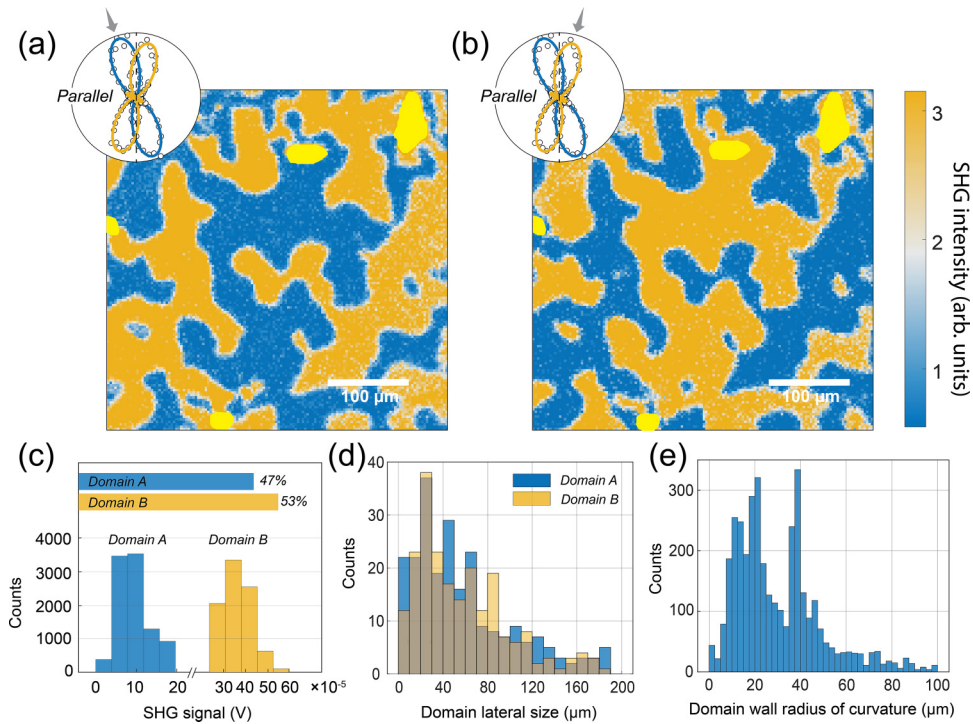 (a)
Parallel
100 μm
(b)
Parallel
100 μm
3
2
1
SHG intensity (arb. units)
(c)
Domain A
47%
Domain B
53%
Domain A
Domain B
4000
3000
2000
1000
0
Counts
0
10
20
30
40
50
60
×10⁻⁵
SHG signal (V)
(d)
Domain A
Domain B
40
30
20
10
0
Counts
0
40
80
120
160
200
Domain lateral size (μm)
(e)
300
200
100
0
Counts
0
20
40
60
80
100
Domain wall radius of curvature (μm)